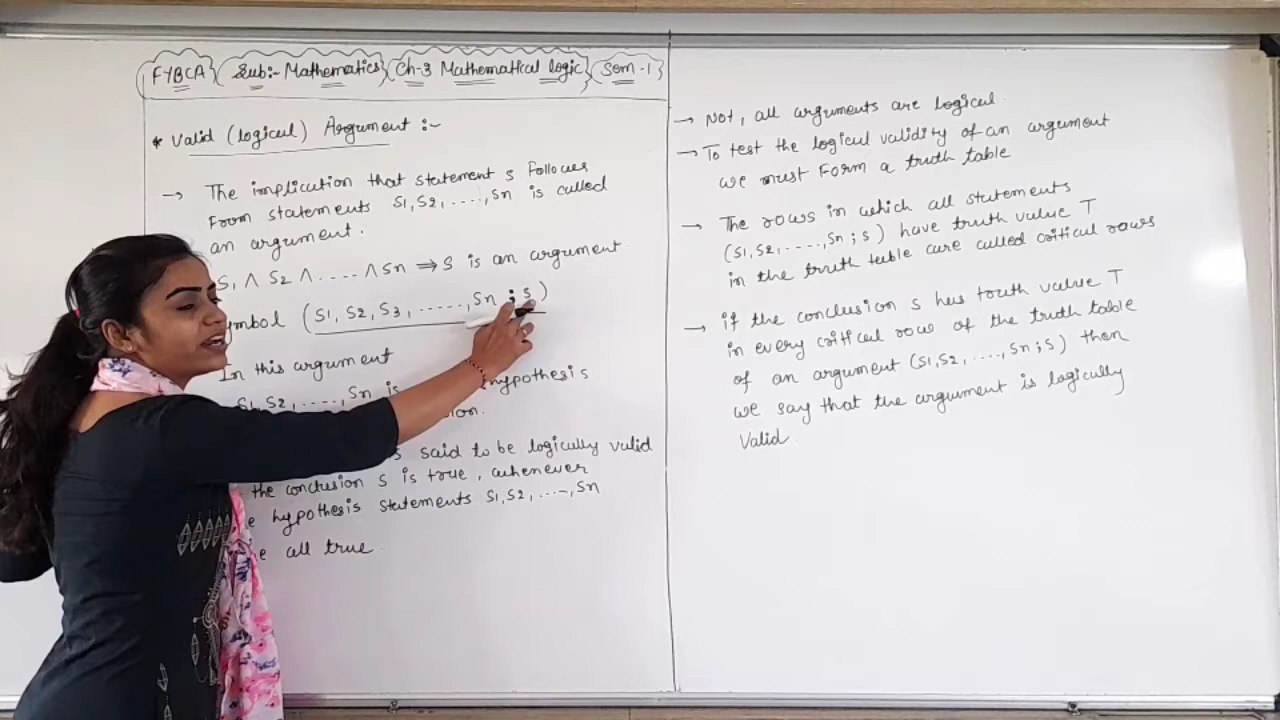 FYBCA Sub:- Mathematics Ch-3 Mathematical logic Sem-1
* Valid (logical) Argument :-
→ The implication that statement s follows
From statements s1, s2, ....., sn is called
an argument.
s1 ∧ s2 ∧ ..... ∧ sn ⇒ s is an argument
(s1, s2, s3, ......, sn ; s)
In this argument
s1, s2, ....., sn is hypothesis
said to be logically valid
the conclusion s is true, whenever
hypothesis statements s1, s2, ....., sn
all true.
→ Not, all arguments are logical.
→ To test the logical validity of an argument
we must Form a truth table
→ The rows in which all statements
(s1, s2, ....., sn ; s) have truth value T
in the truth table are called critical rows
→ if the conclusion s has truth value T
in every critical row of the truth table
of an argument (s1, s2, ....., sn ; s) then
we say that the argument is logically
Valid.